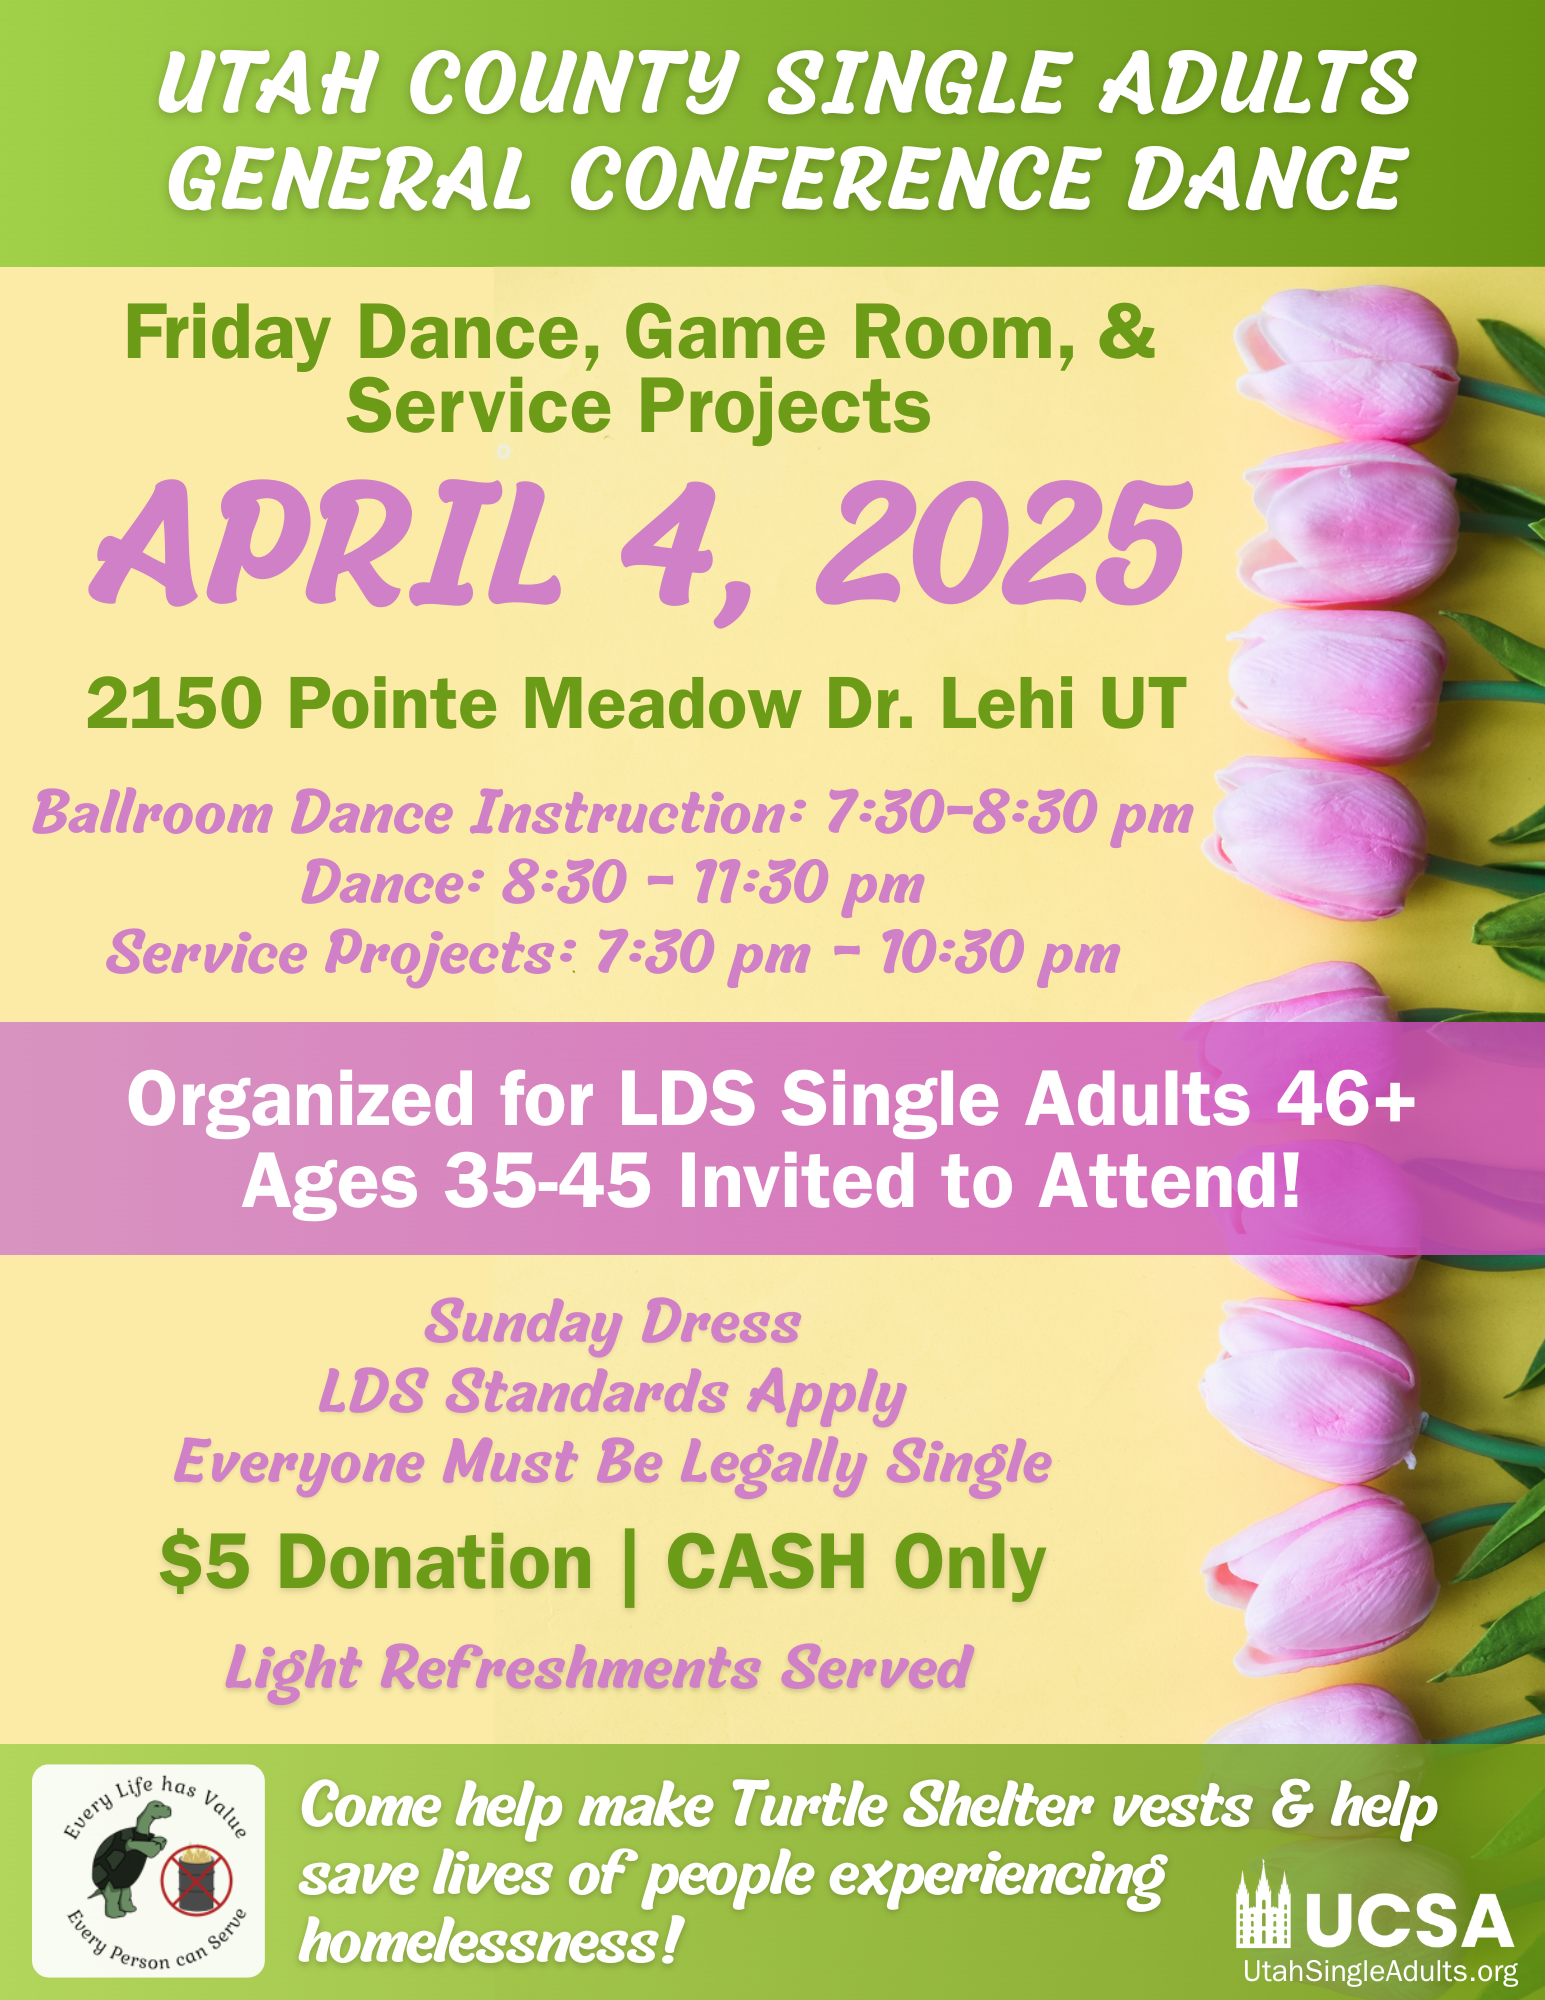 UTAH COUNTY SINGLE ADULTS
GENERAL CONFERENCE DANCE
Friday Dance, Game Room, &
Service Projects
APRIL 4, 2025
2150 Pointe Meadow Dr. Lehi UT
Ballroom Dance Instruction: 7:30-8:30 pm
Dance: 8:30 - 11:30 pm
Service Projects: 7:30 pm - 10:30 pm
Organized for LDS Single Adults 46+
Ages 35-45 Invited to Attend!
Sunday Dress
LDS Standards Apply
Everyone Must Be Legally Single
$5 Donation | CASH Only
Light Refreshments Served
Every Life has Value
Every Person can Serve
Come help make Turtle Shelter vests & help
save lives of people experiencing
homelessness!
UCSA
UtahSingleAdults.org